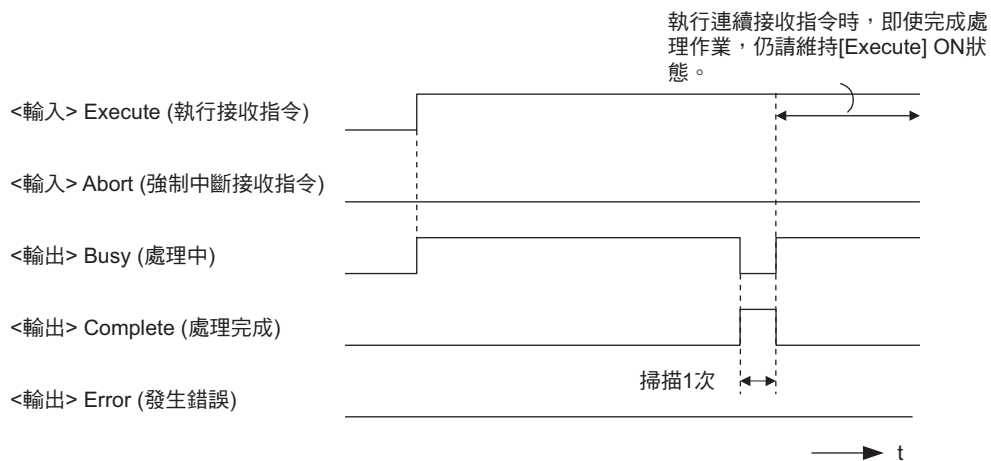 執行連續接收指令時，即使完成處
理作業，仍請維持[Execute] ON狀
態。
<輸入> Execute (執行接收指令)
<輸入> Abort (強制中斷接收指令)
<輸出> Busy (處理中)
<輸出> Complete (處理完成)
掃描1次
<輸出> Error (發生錯誤)
t